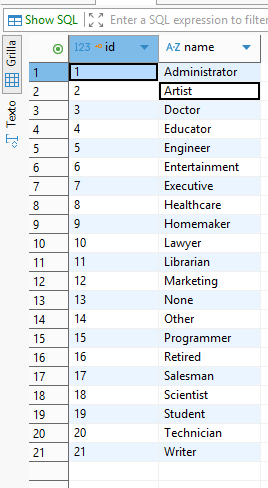 Show SQL Enter a SQL expression to filter
Grilla
Texto
123 id A-Z name
1 1 Administrator
2 2 Artist
3 3 Doctor
4 4 Educator
5 5 Engineer
6 6 Entertainment
7 7 Executive
8 8 Healthcare
9 9 Homemaker
10 10 Lawyer
11 11 Librarian
12 12 Marketing
13 13 None
14 14 Other
15 15 Programmer
16 16 Retired
17 17 Salesman
18 18 Scientist
19 19 Student
20 20 Technician
21 21 Writer